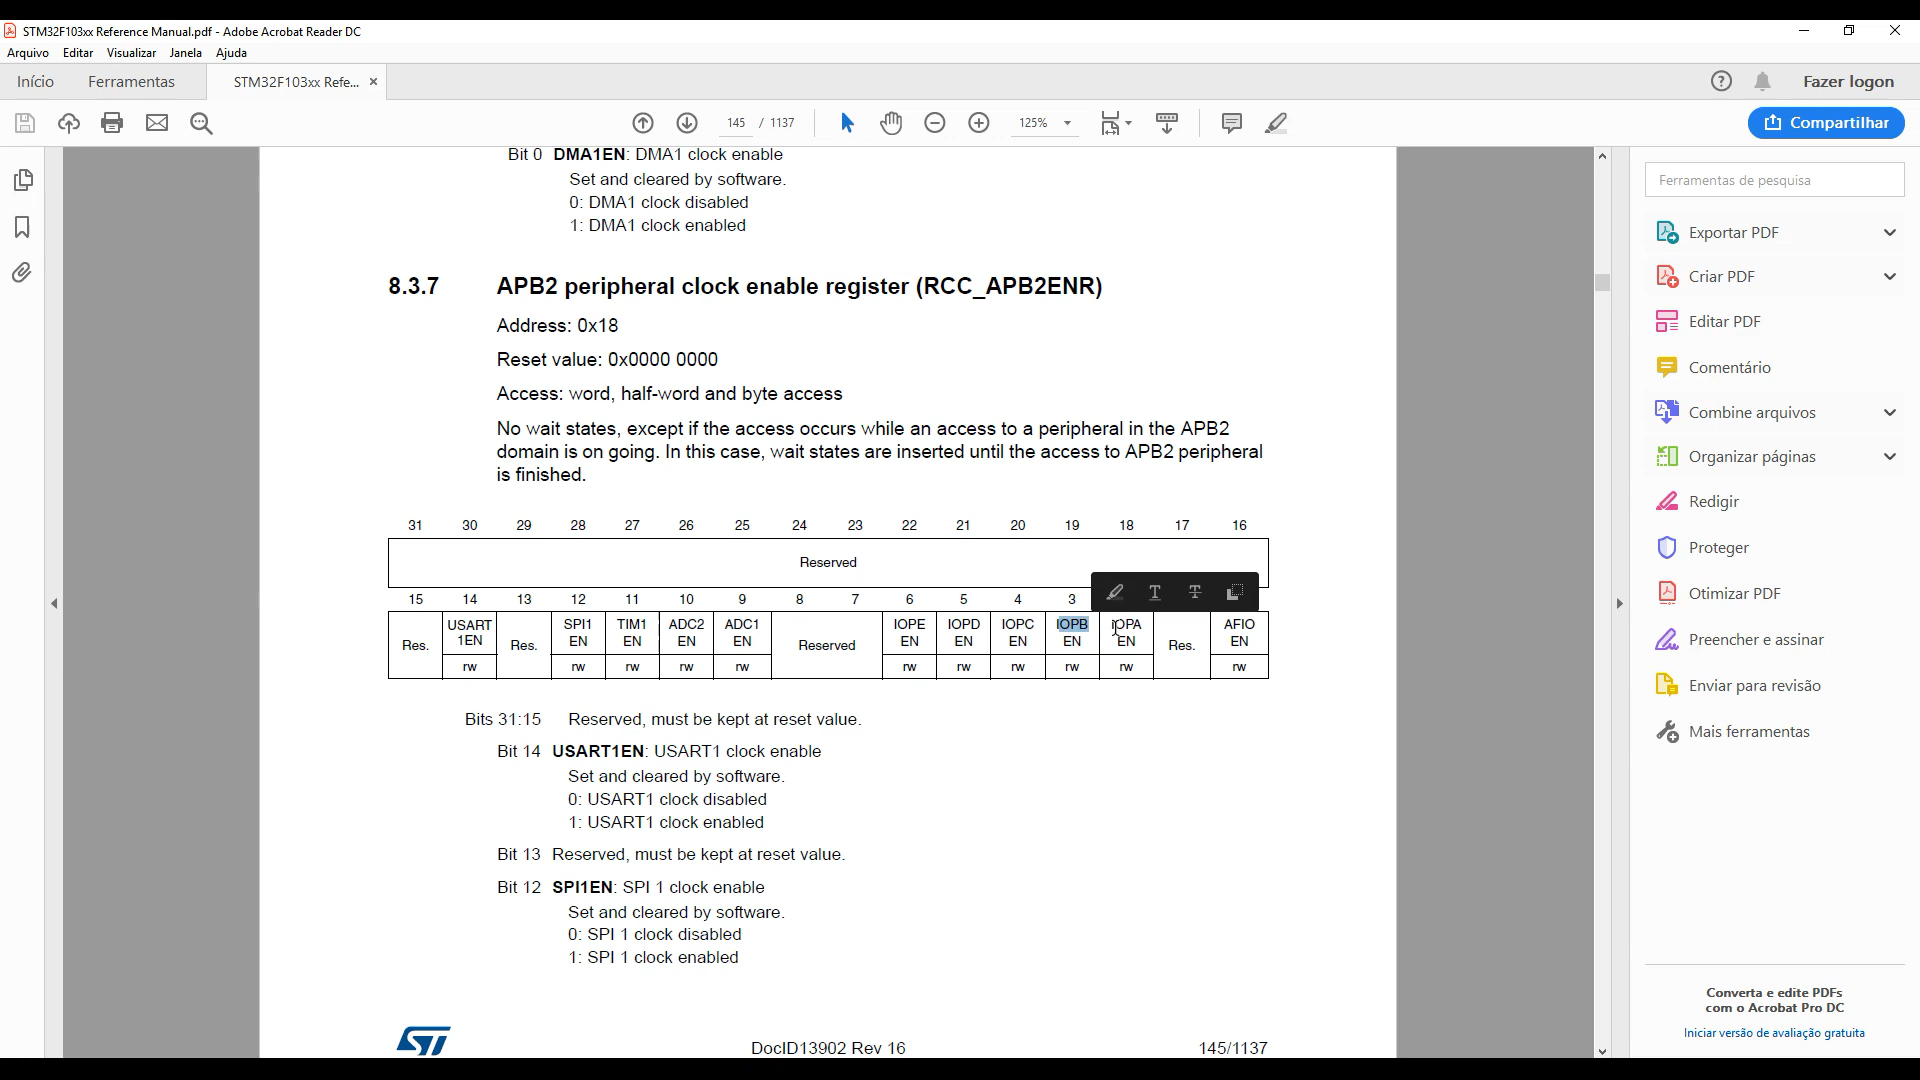 STM32F103xx Reference Manual.pdf - Adobe Acrobat Reader DC
Arquivo Editar Visualizar Janela Ajuda
Início Ferramentas STM32F103xx Refe... Fazer logon
145 / 1137 125% Compartilhar
Bit 0 DMA1EN: DMA1 clock enable
Set and cleared by software.
0: DMA1 clock disabled
1: DMA1 clock enabled
8.3.7 APB2 peripheral clock enable register (RCC_APB2ENR)
Address: 0x18
Reset value: 0x0000 0000
Access: word, half-word and byte access
No wait states, except if the access occurs while an access to a peripheral in the APB2
domain is on going. In this case, wait states are inserted until the access to APB2 peripheral
is finished.
31 30 29 28 27 26 25 24 23 22 21 20 19 18 17 16
Reserved
15 14 13 12 11 10 9 8 7 6 5 4 3
Res. USART 1EN Res. SPI1 EN TIM1 EN ADC2 EN ADC1 EN Reserved IOPE EN IOPD EN IOPC EN IOPB EN IOPA EN Res. AFIO EN
rw rw rw rw rw rw rw rw rw rw rw
Bits 31:15 Reserved, must be kept at reset value.
Bit 14 USART1EN: USART1 clock enable
Set and cleared by software.
0: USART1 clock disabled
1: USART1 clock enabled
Bit 13 Reserved, must be kept at reset value.
Bit 12 SPI1EN: SPI 1 clock enable
Set and cleared by software.
0: SPI 1 clock disabled
1: SPI 1 clock enabled
ST
DocID13902 Rev 16 145/1137
Ferramentas de pesquisa
Exportar PDF
Criar PDF
Editar PDF
Comentário
Combine arquivos
Organizar páginas
Redigir
Proteger
Otimizar PDF
Preencher e assinar
Enviar para revisão
Mais ferramentas
Converta e edite PDFs
com o Acrobat Pro DC
Iniciar versão de avaliação gratuita